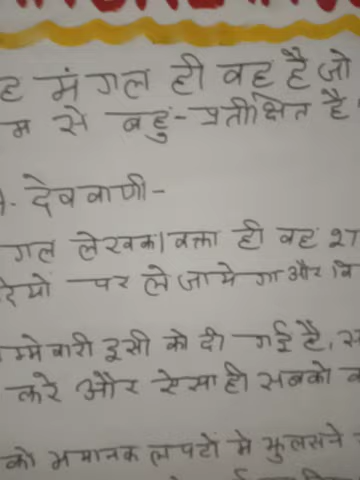 मंगल ही वह है जो
से बहु-प्रतीक्षित है
देववाणी-
गल लेखक/वक्ता ही वह
पर ले जायेगा और
म्मेवारी इसी को दी गई है, स
करे और ऐसा ही सबको
को भयानक लपटों में झुलसने